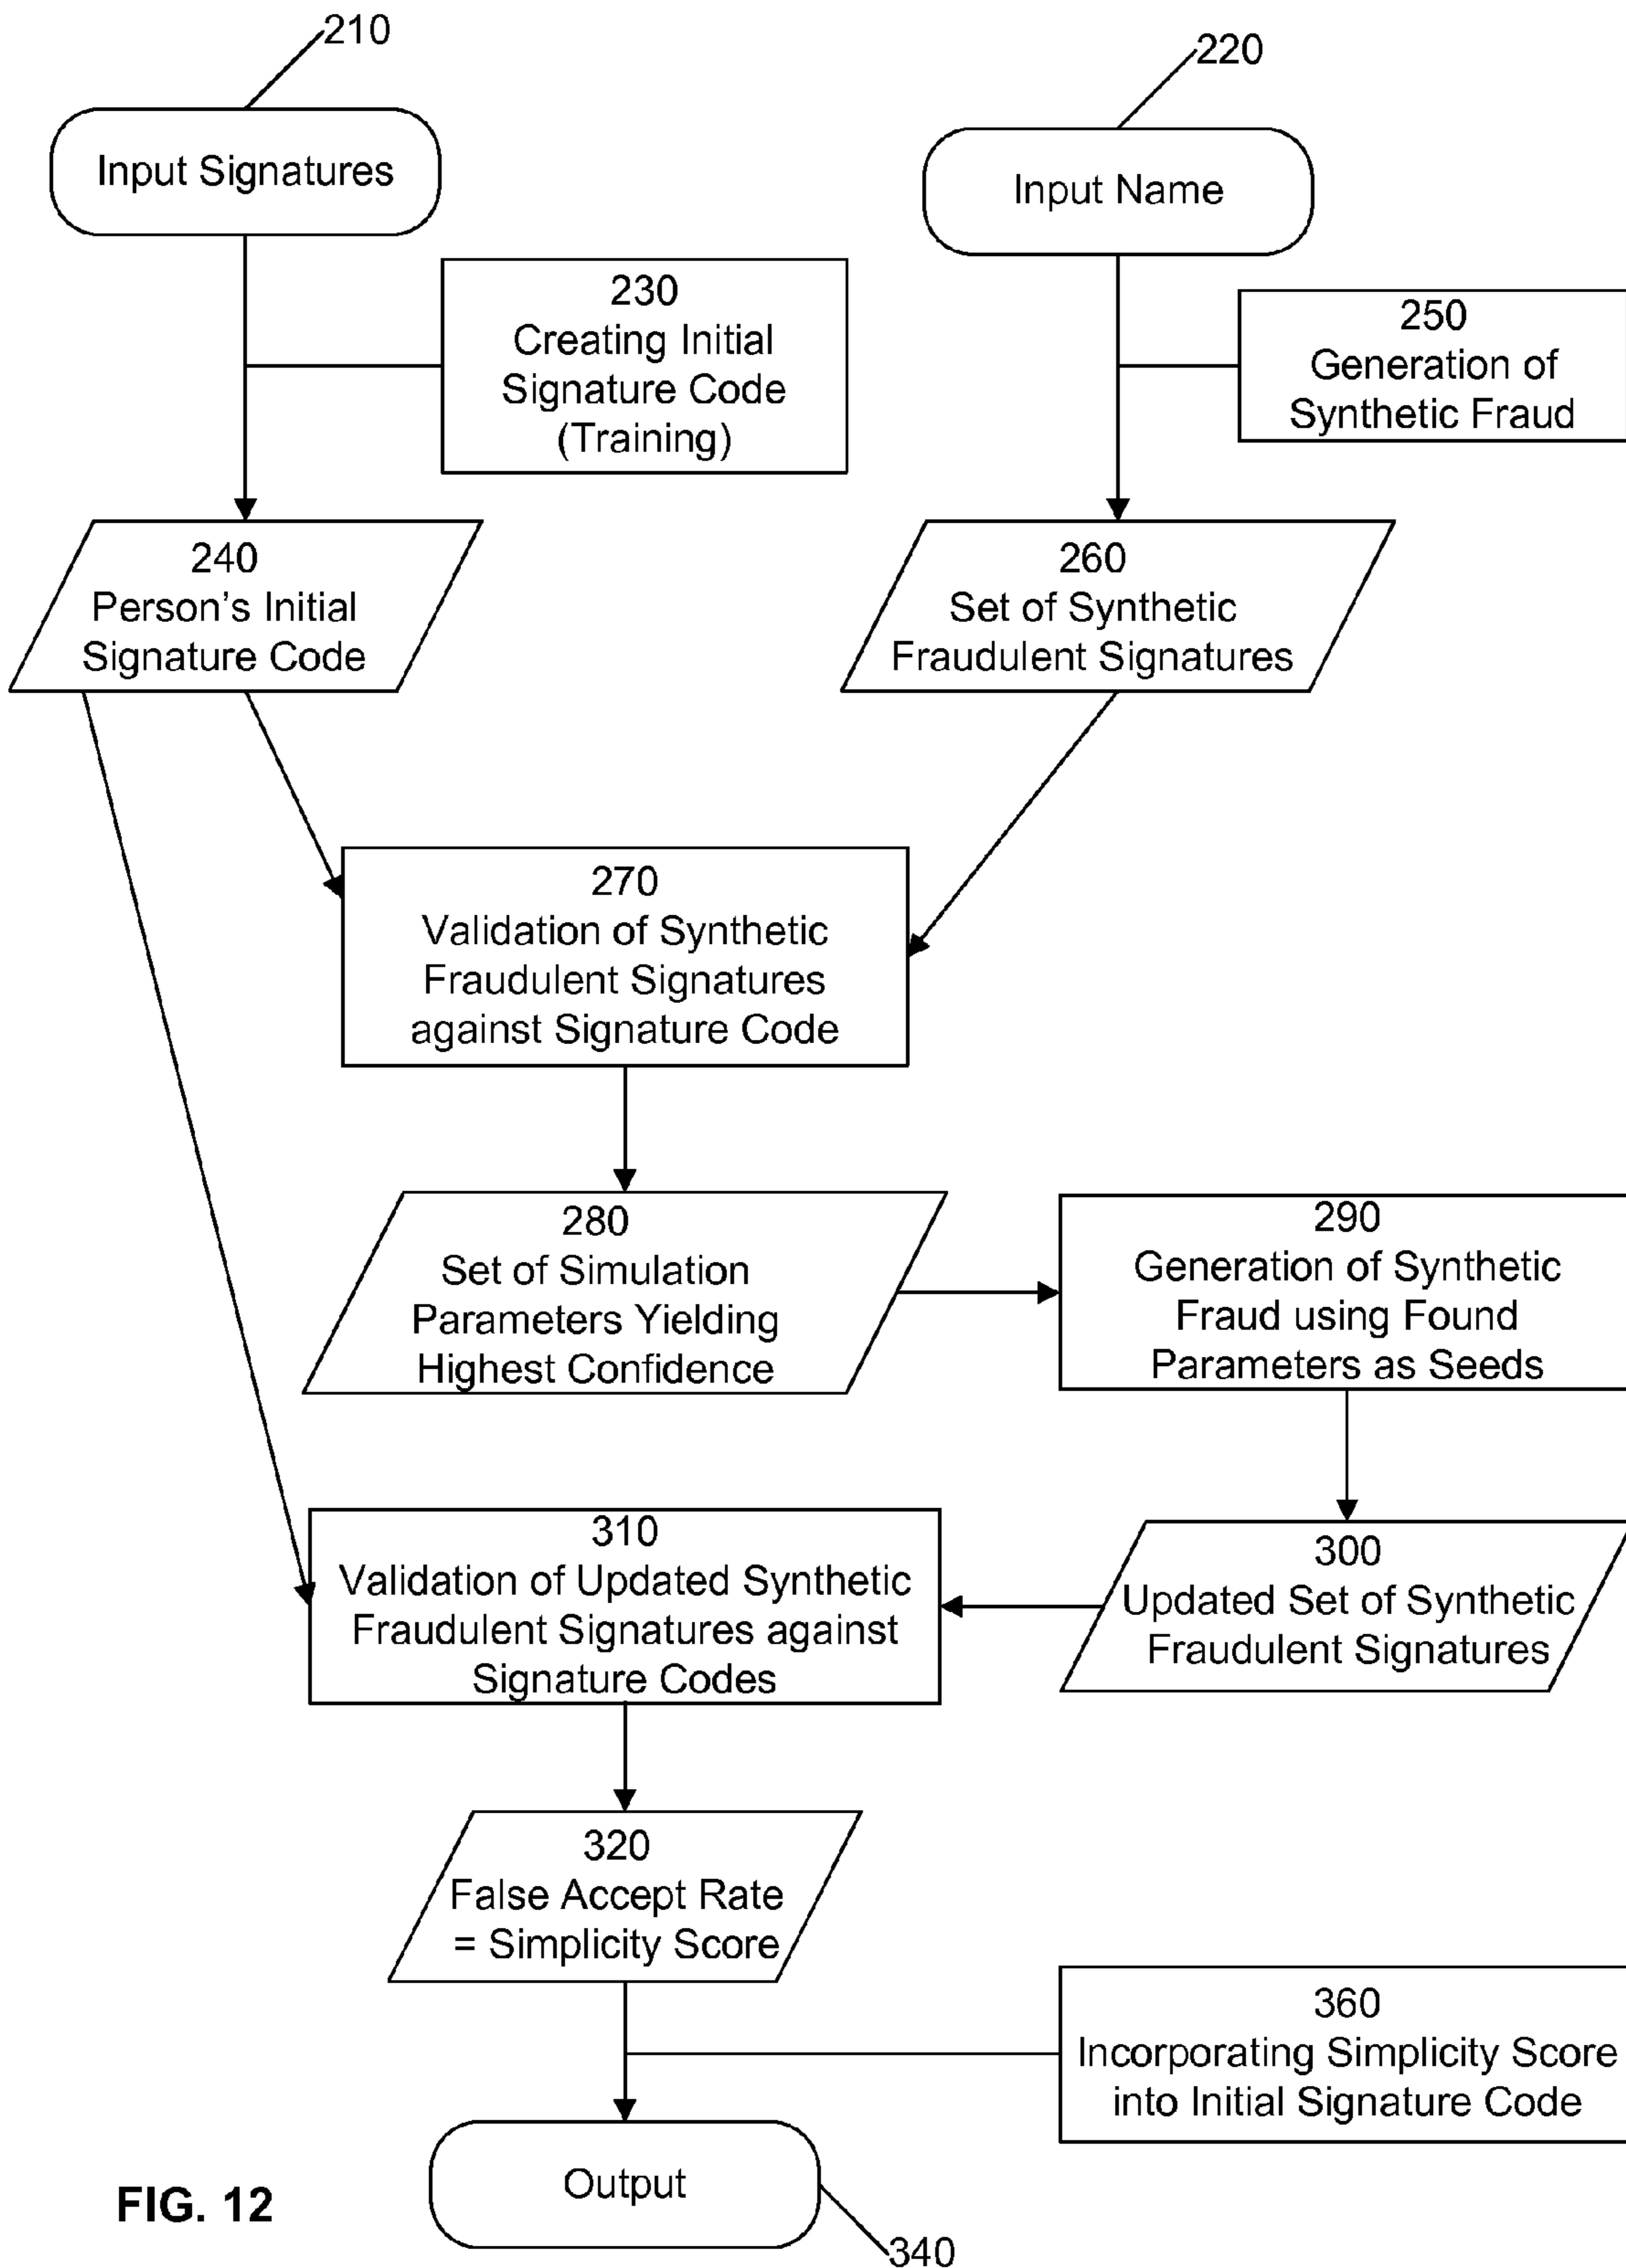 210
220
Input Signatures
Input Name
230
Creating Initial
Signature Code
(Training)
250
Generation of
Synthetic Fraud
240
Person’s Initial
Signature Code
260
Set of Synthetic
Fraudulent Signatures
270
Validation of Synthetic
Fraudulent Signatures
against Signature Code
280
Set of Simulation
Parameters Yielding
Highest Confidence
290
Generation of Synthetic
Fraud using Found
Parameters as Seeds
310
Validation of Updated Synthetic
Fraudulent Signatures against
Signature Codes
300
Updated Set of Synthetic
Fraudulent Signatures
320
False Accept Rate
= Simplicity Score
360
Incorporating Simplicity Score
into Initial Signature Code
Output
FIG. 12
340